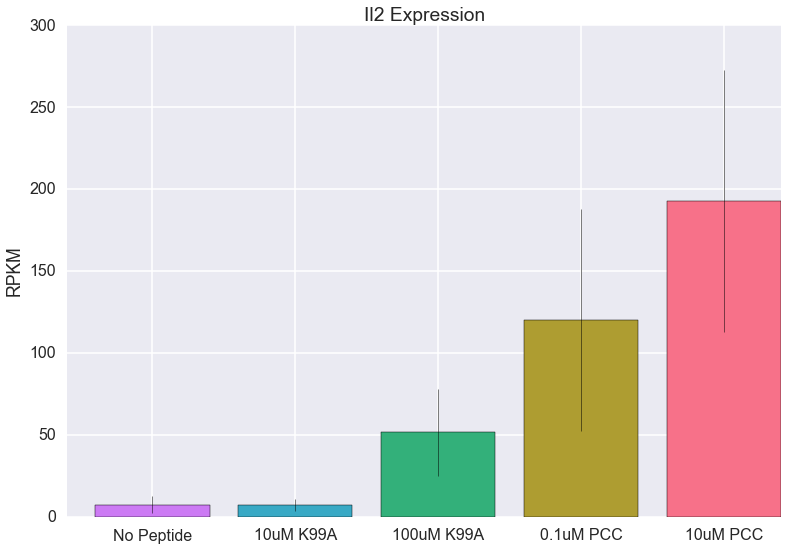 Il2 Expression
300
250
200
150
100
50
0
RPKM
No Peptide
10uM K99A
100uM K99A
0.1uM PCC
10uM PCC